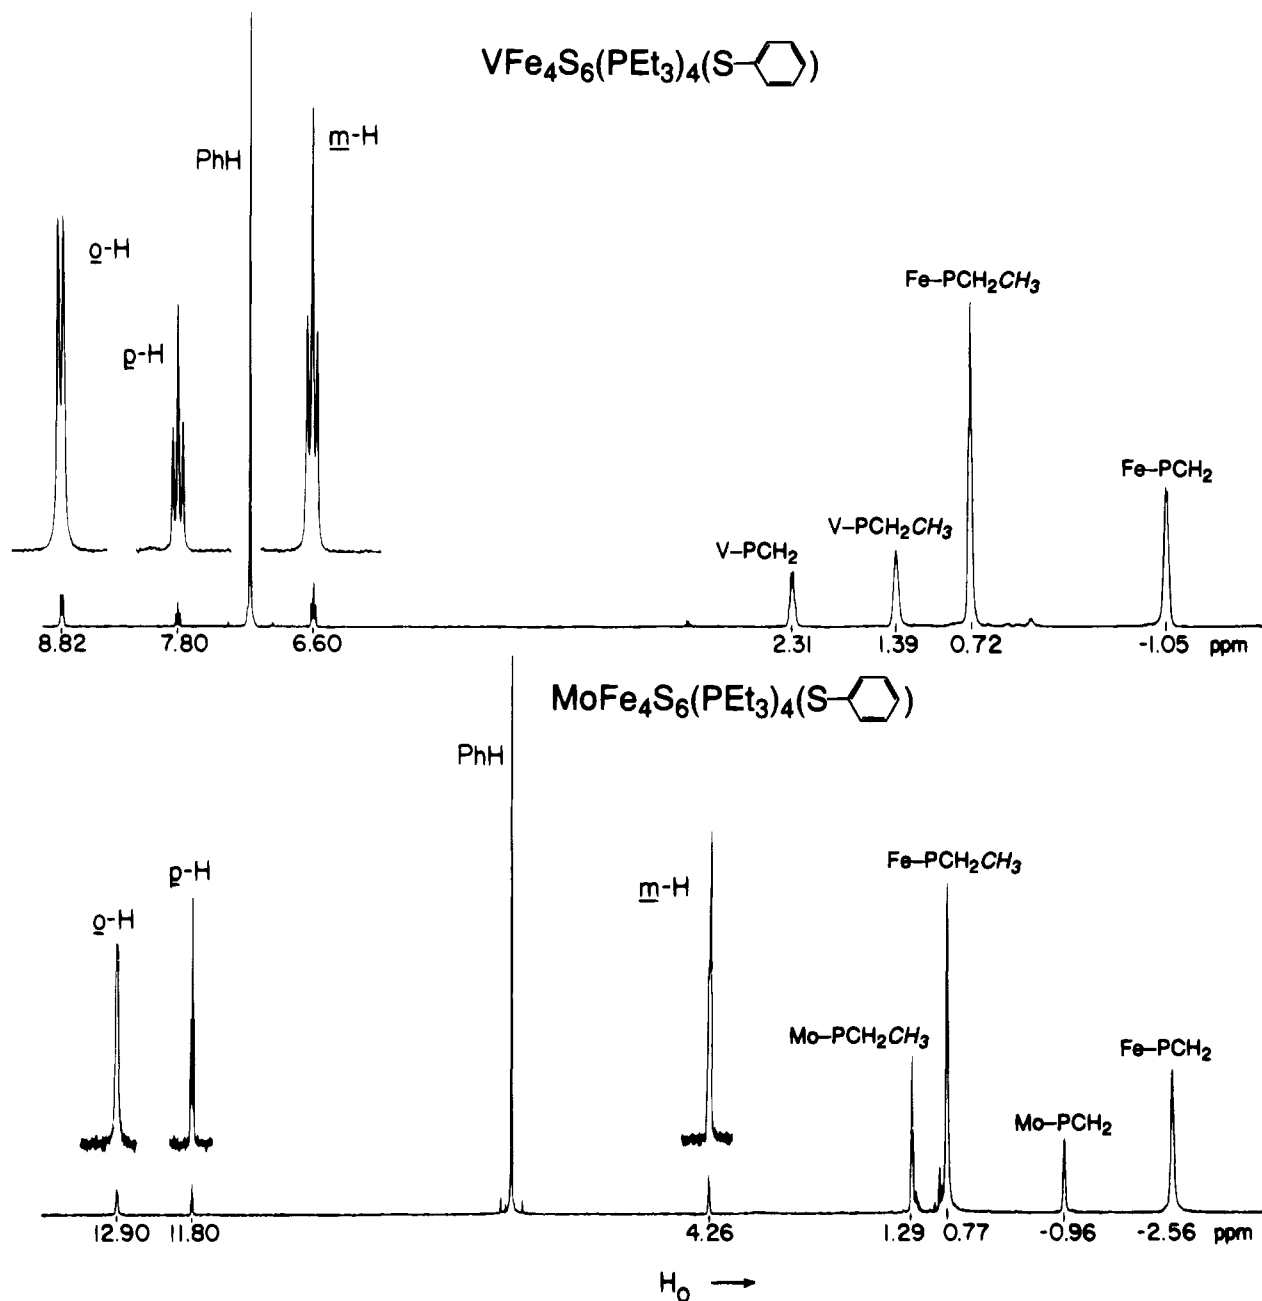 VFe₄S₆(PEt₃)₄(S-)
PhH
m-H
o-H
p-H
Fe-PCH₂CH₃
Fe-PCH₂
V-PCH₂CH₃
V-PCH₂
8.82 7.80 6.60 2.31 1.39 0.72 -1.05 ppm
MoFe₄S₆(PEt₃)₄(S-)
PhH
Fe-PCH₂CH₃
p-H
m-H
o-H
Mo-PCH₂CH₃
Fe-PCH₂
Mo-PCH₂
12.90 11.80 4.26 1.29 0.77 -0.96 -2.56 ppm
H₀